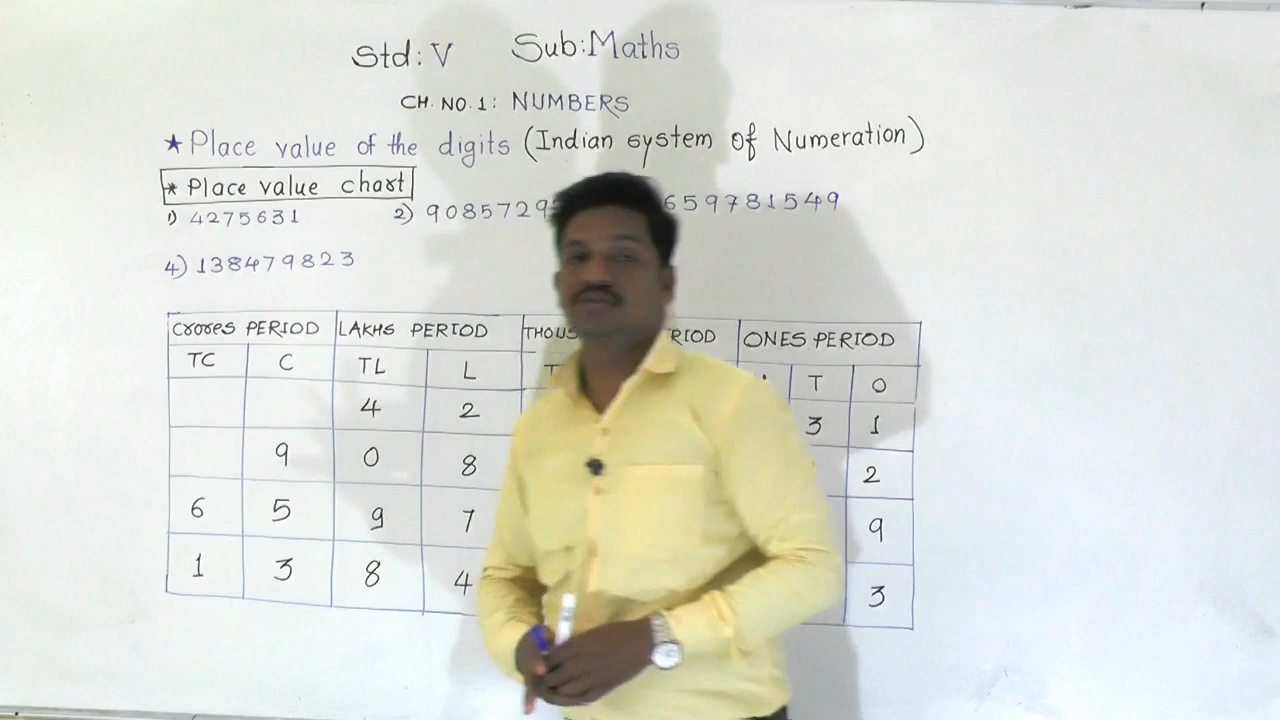 Std: V Sub: Maths
CH. NO. 1: NUMBERS
★ Place value of the digits (Indian system of Numeration)
* Place value chart
1) 4275631 2) 9085729 659781549
4) 138479823
CRORES PERIOD LAKHS PERIOD THOUS RIOD ONES PERIOD
TC C TL L T T O
4 2 3 1
9 0 8 2
6 5 9 7 9
1 3 8 4 3